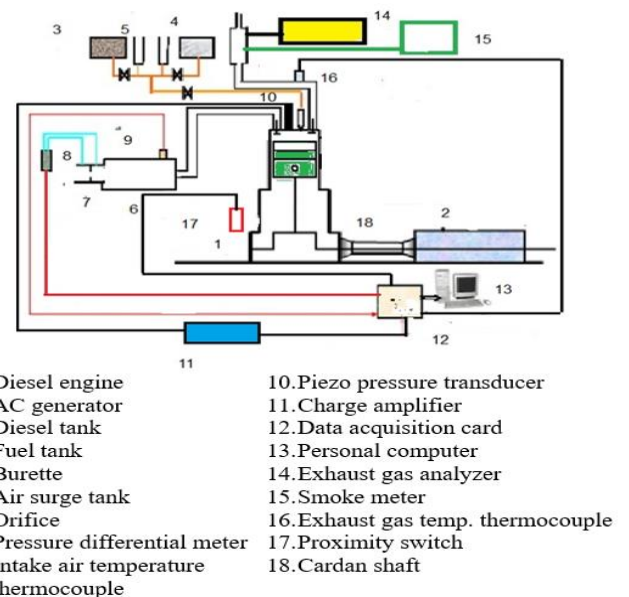 3
5
4
14
15
16
10
9
8
7
6
17
1
18
2
13
12
11
Diesel engine
AC generator
Diesel tank
Fuel tank
Burette
Air surge tank
Orifice
Pressure differential meter
ntake air temperature
hermocouple
10.Piezo pressure transducer
11.Charge amplifier
12.Data acquisition card
13.Personal computer
14.Exhaust gas analyzer
15.Smoke meter
16.Exhaust gas temp. thermocouple
17.Proximity switch
18.Cardan shaft